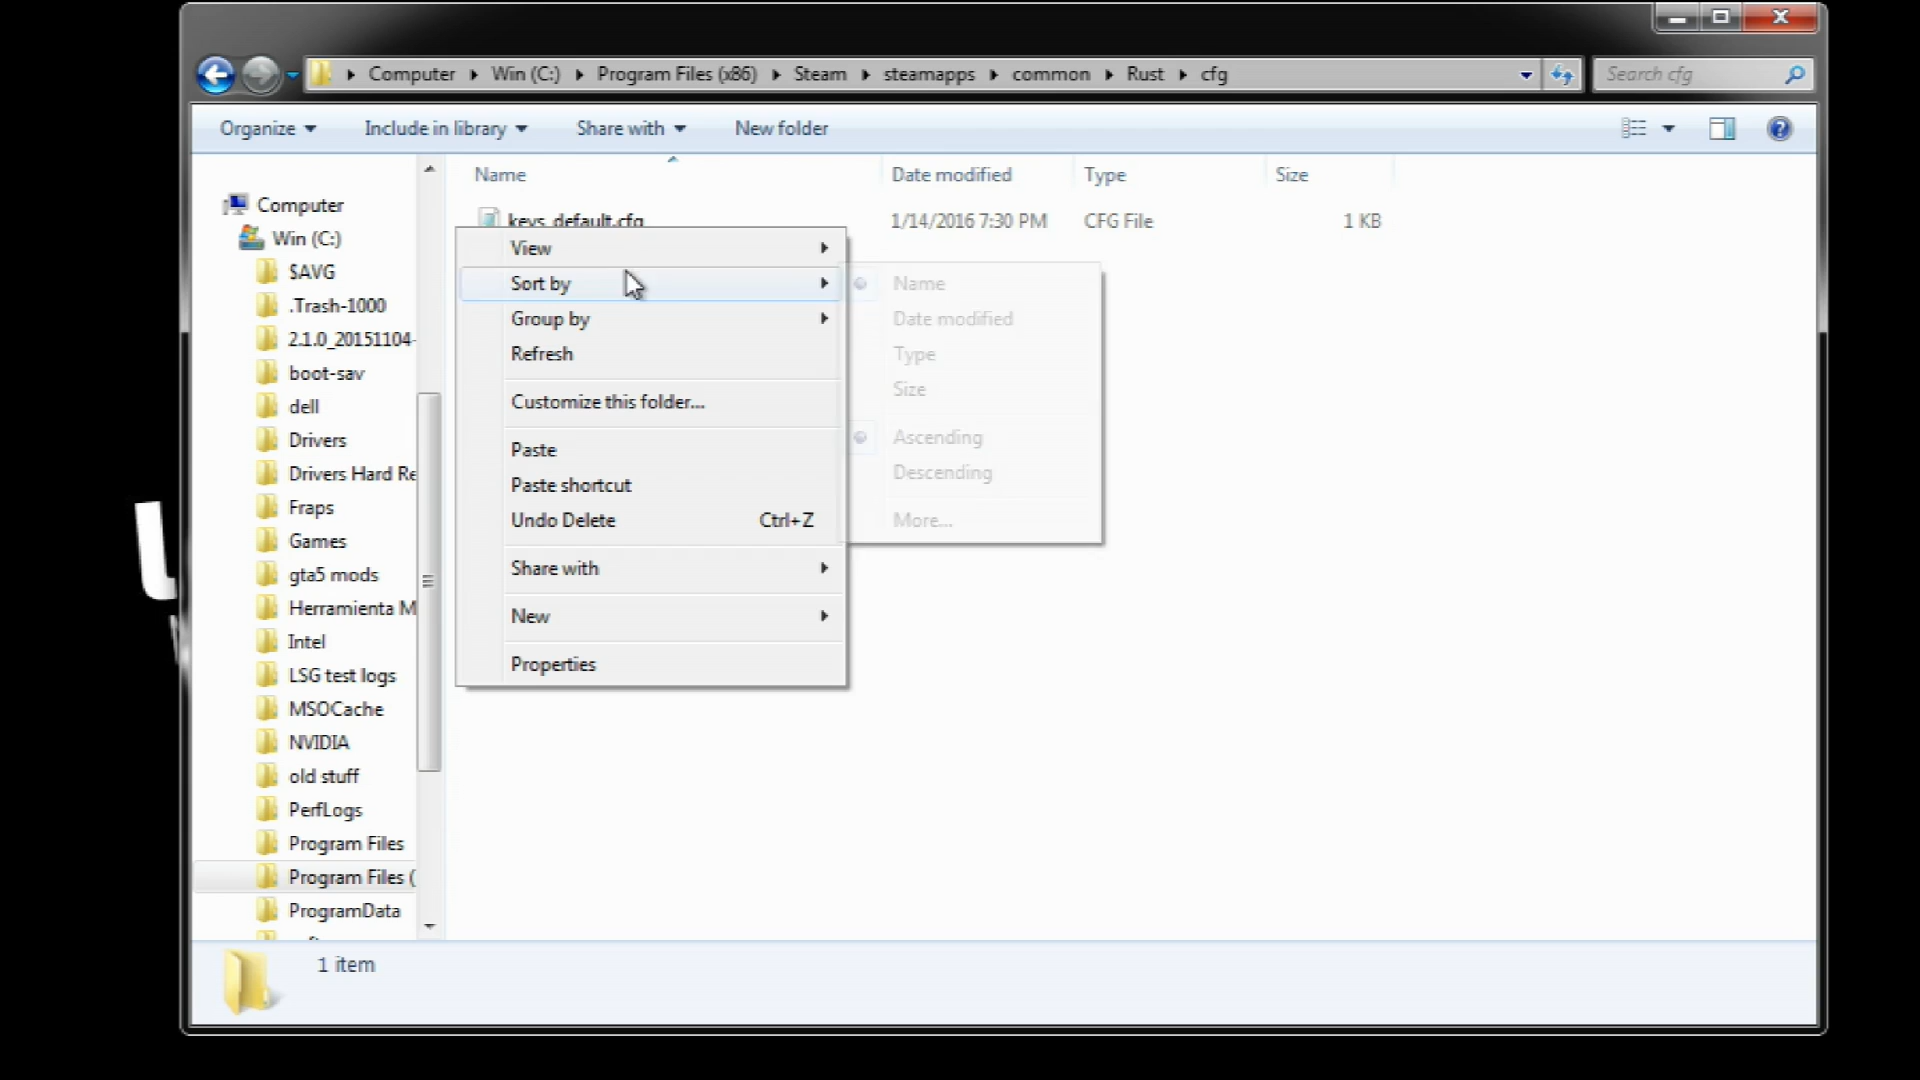 Computer Win (C:) Program Files (x86) Steam steamapps common Rust cfg
Search cfg
Organize Include in library Share with New folder
Name Date modified Type Size
keys_default.cfg 1/14/2016 7:30 PM CFG File 1 KB
Computer
Win (C:)
$AVG
.Trash-1000
2.1.0_20151104-
boot-sav
dell
Drivers
Drivers Hard Re
Fraps
Games
gta5 mods
Herramienta M
Intel
LSG test logs
MSOCache
NVIDIA
old stuff
PerfLogs
Program Files
Program Files (
ProgramData
View
Sort by
Group by
Refresh
Customize this folder...
Paste
Paste shortcut
Undo Delete Ctrl+Z
Share with
New
Properties
Name
Date modified
Type
Size
Ascending
Descending
More...
1 item